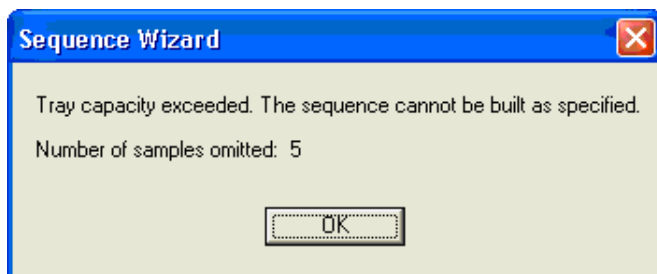 Sequence Wizard
Tray capacity exceeded. The sequence cannot be built as specified.
Number of samples omitted: 5
OK